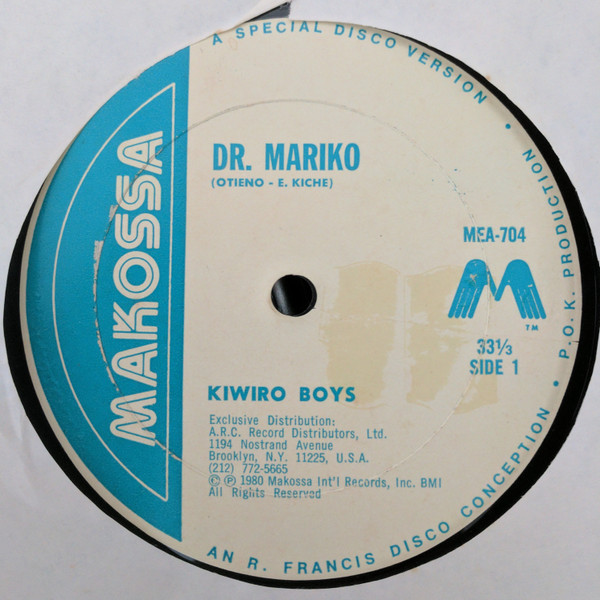 A SPECIAL DISCO VERSION • P.O.K. PRODUCTION •
AN R. FRANCIS DISCO CONCEPTION
MAKOSSA
DR. MARIKO
(OTIENO - E. KICHE)
MEA-704
M
TM
33⅓
SIDE 1
KIWIRO BOYS
Exclusive Distribution:
A.R.C. Record Distributors, Ltd.
1194 Nostrand Avenue
Brooklyn, N.Y. 11225, U.S.A.
(212) 772-5665
© ℗ 1980 Makossa Int'l Records, Inc. BMI
All Rights Reserved